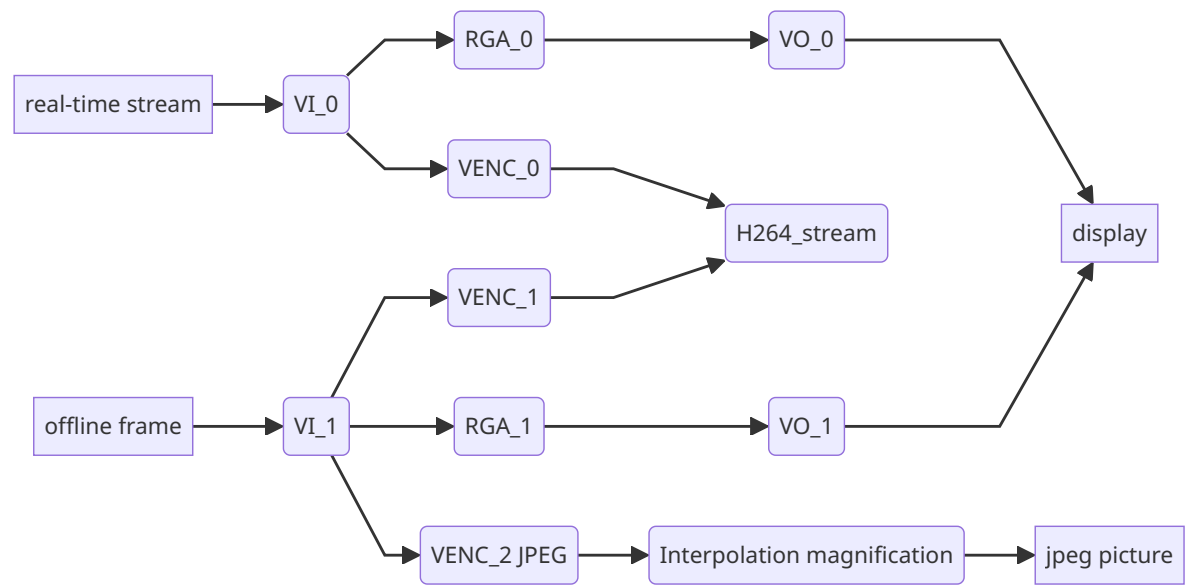 RGA_0
VO_0
real-time stream
VI_0
VENC_0
H264_stream
display
VENC_1
offline frame
VI_1
RGA_1
VO_1
VENC_2 JPEG
Interpolation magnification
jpeg picture